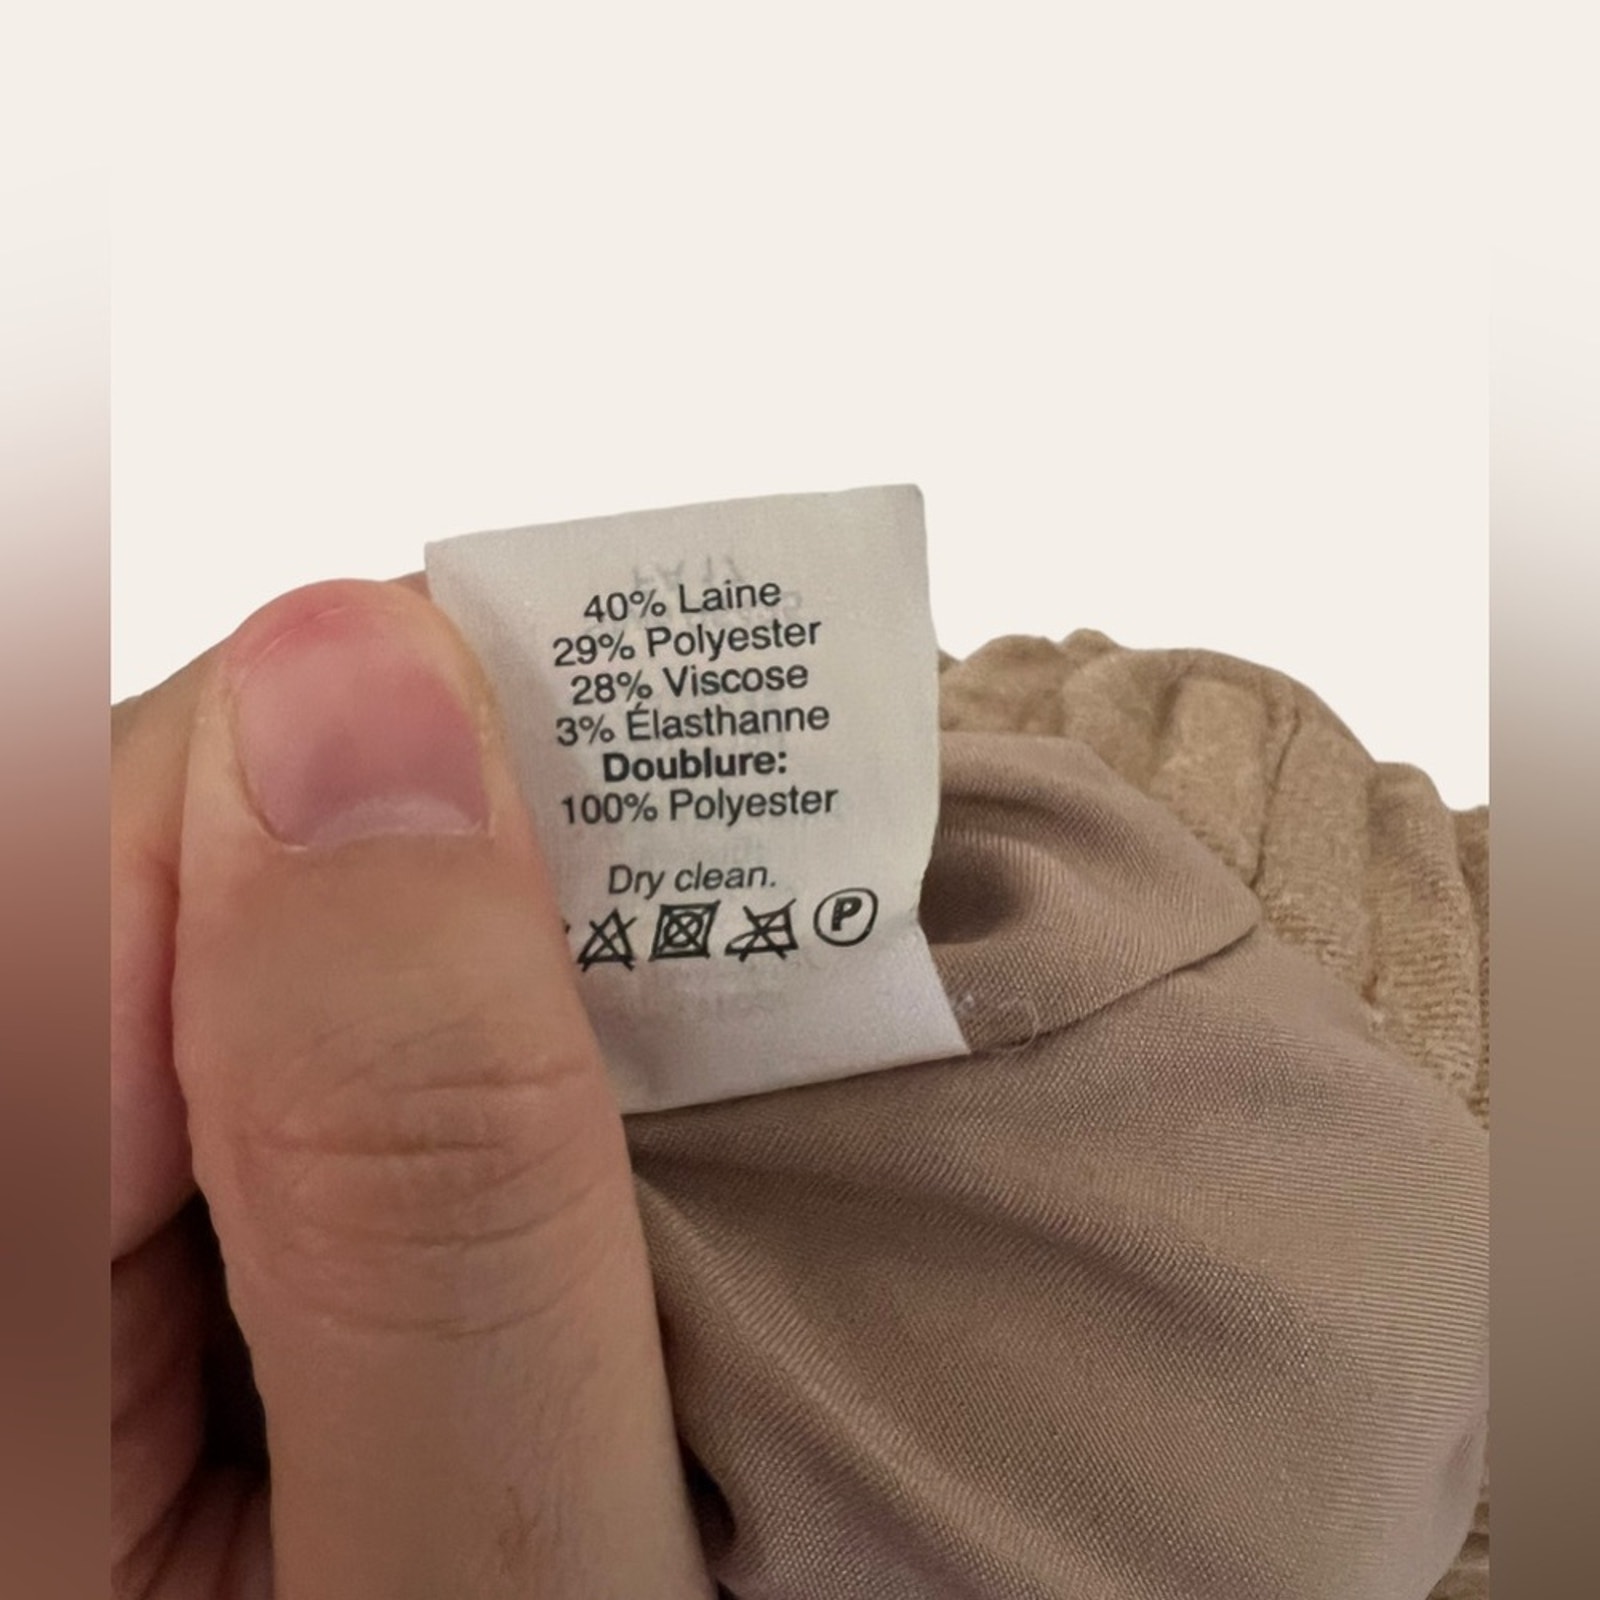 40% Laine
29% Polyester
28% Viscose
3% Élasthanne
Doublure:
100% Polyester
Dry clean.
P